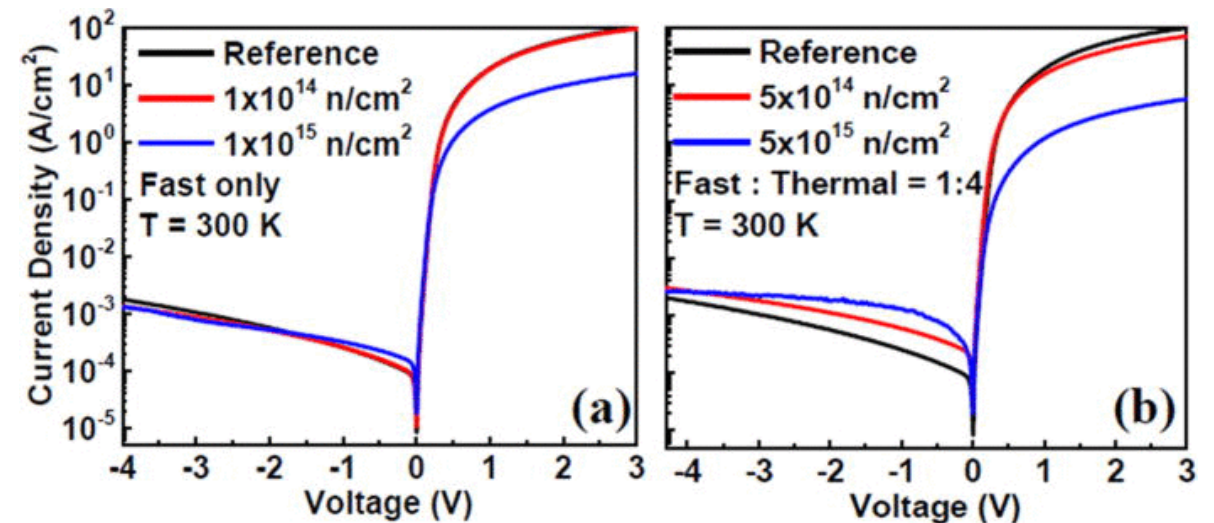 Current Density (A/cm²)
10²
10¹
10⁰
10⁻¹
10⁻²
10⁻³
10⁻⁴
10⁻⁵
Reference
1x10¹⁴ n/cm²
1x10¹⁵ n/cm²
Fast only
T = 300 K
(a)
-4 -3 -2 -1 0 1 2 3
Voltage (V)
Reference
5x10¹⁴ n/cm²
5x10¹⁵ n/cm²
Fast : Thermal = 1:4
T = 300 K
(b)
-4 -3 -2 -1 0 1 2 3
Voltage (V)